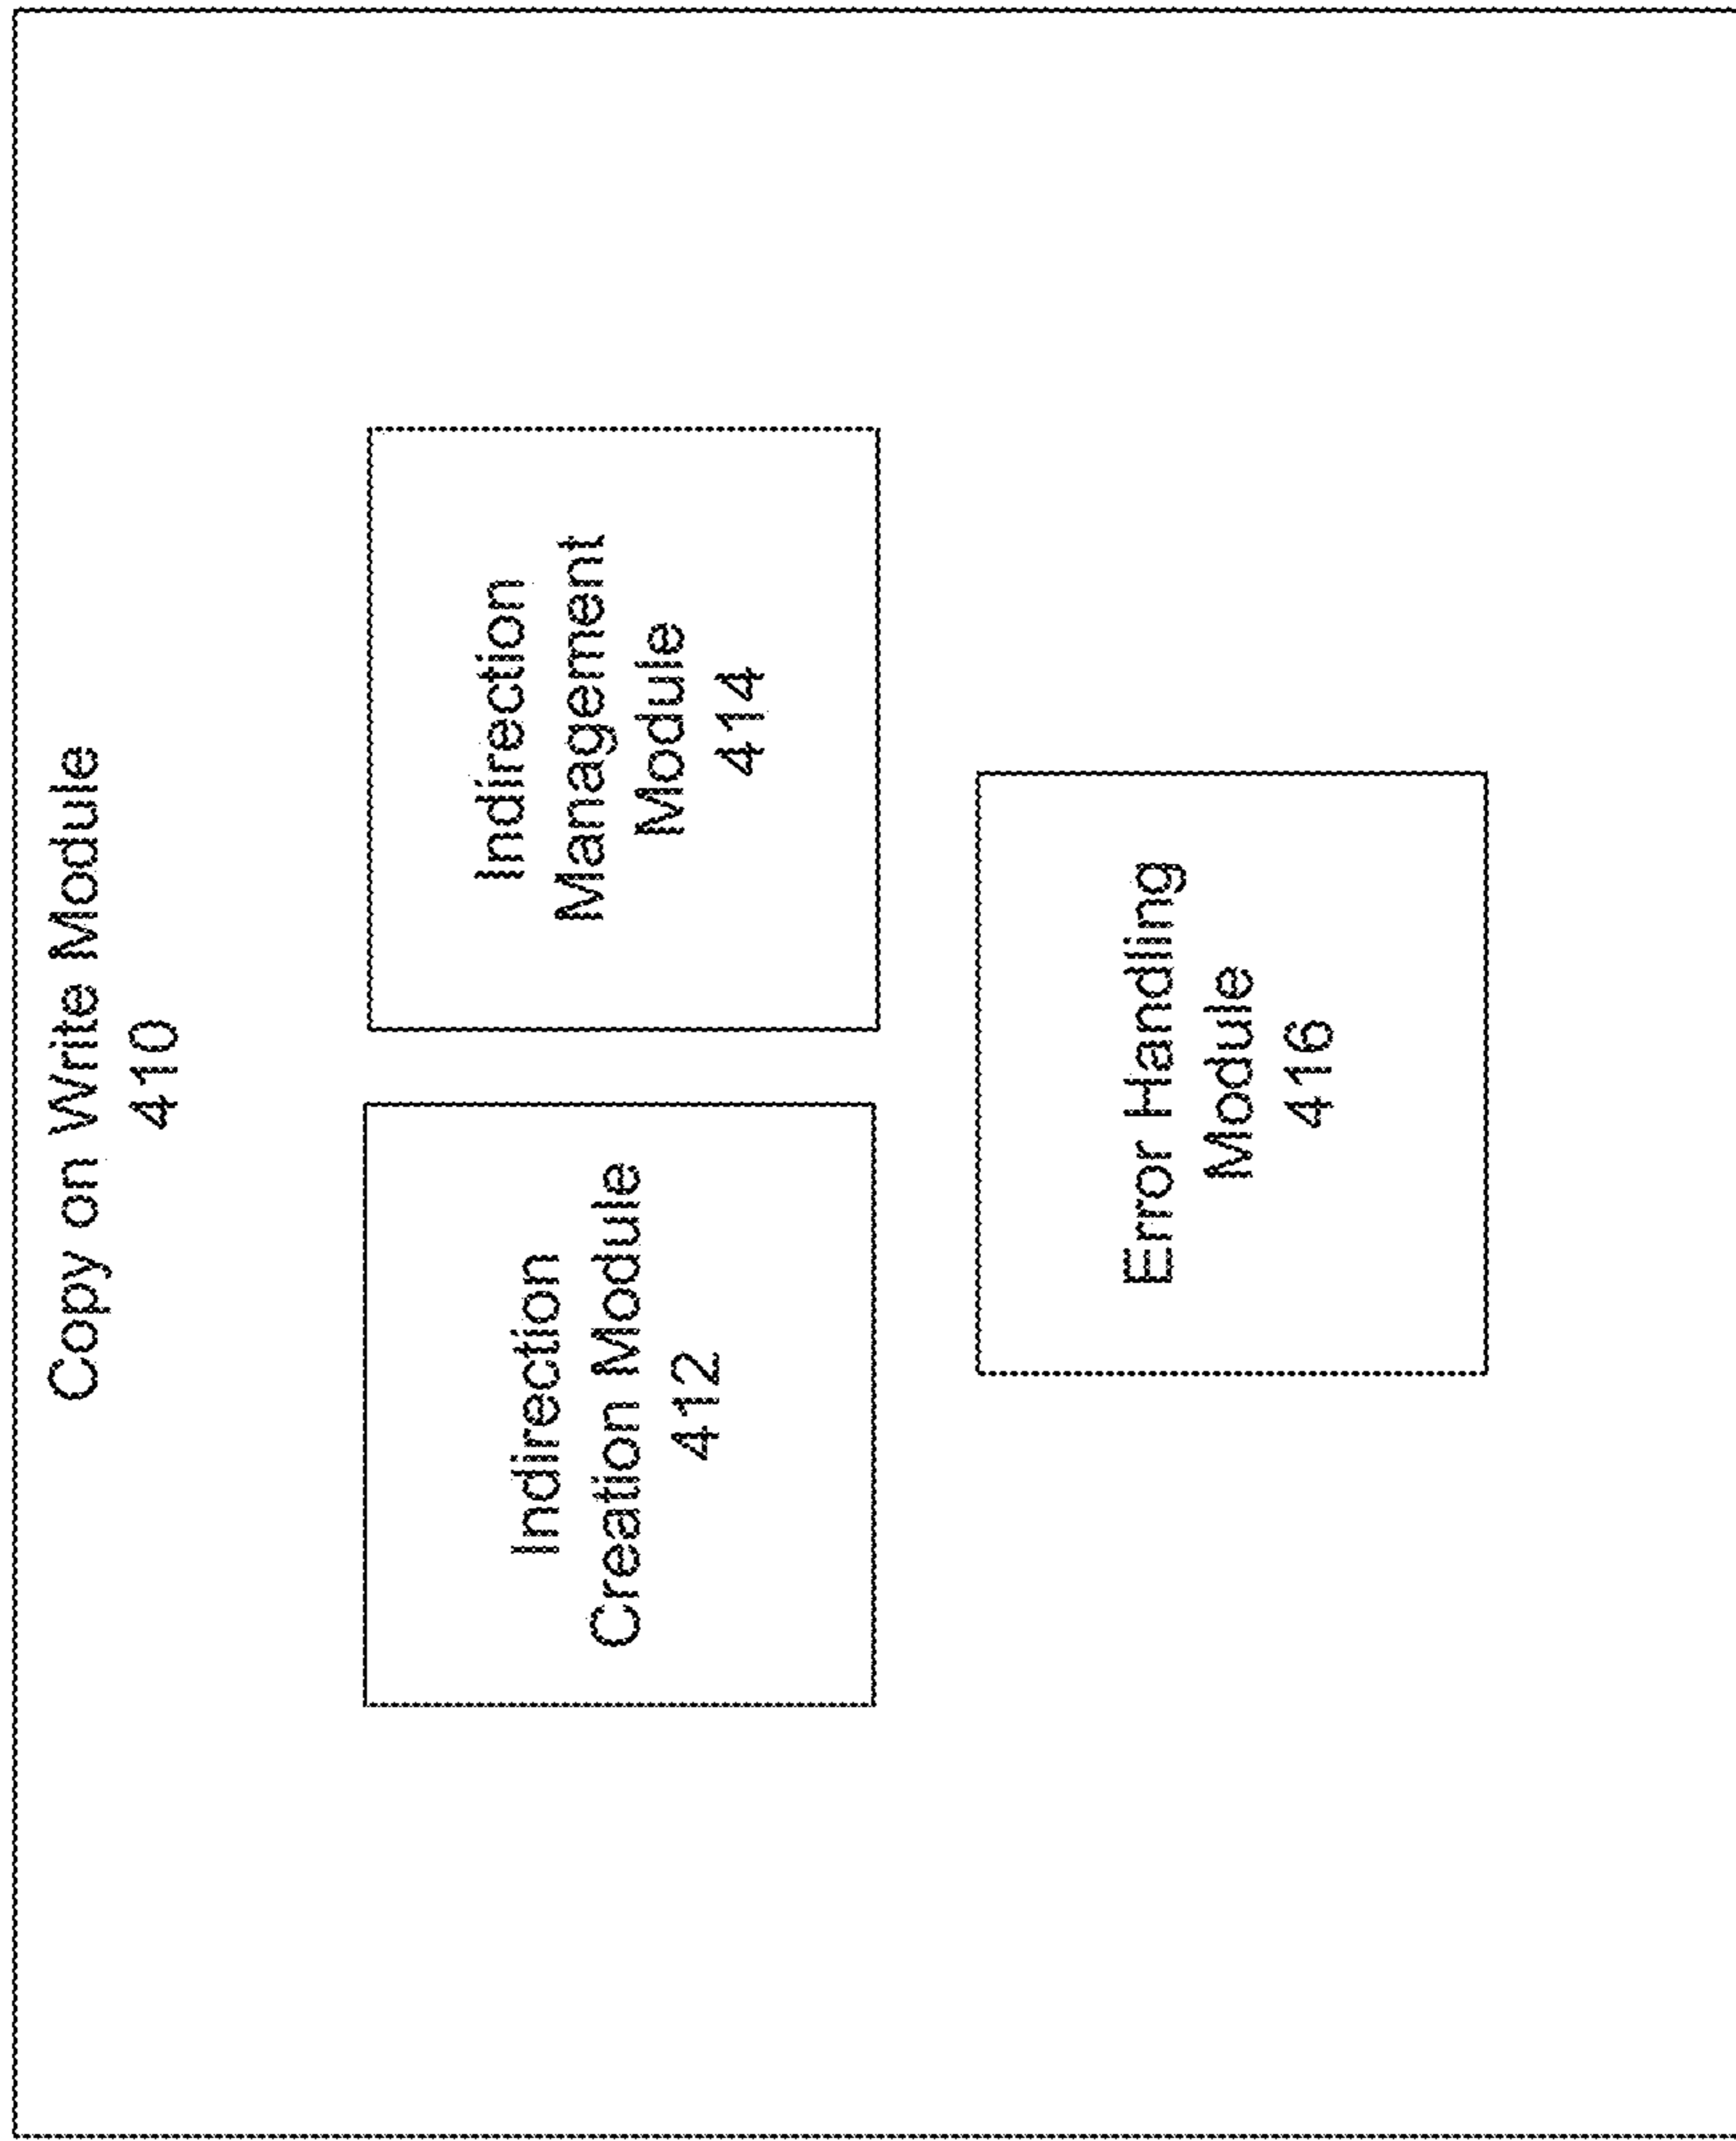 Copy on Write Module
410
Indirection
Creation Module
412
Indirection
Management
Module
414
Error Handling
Module
416